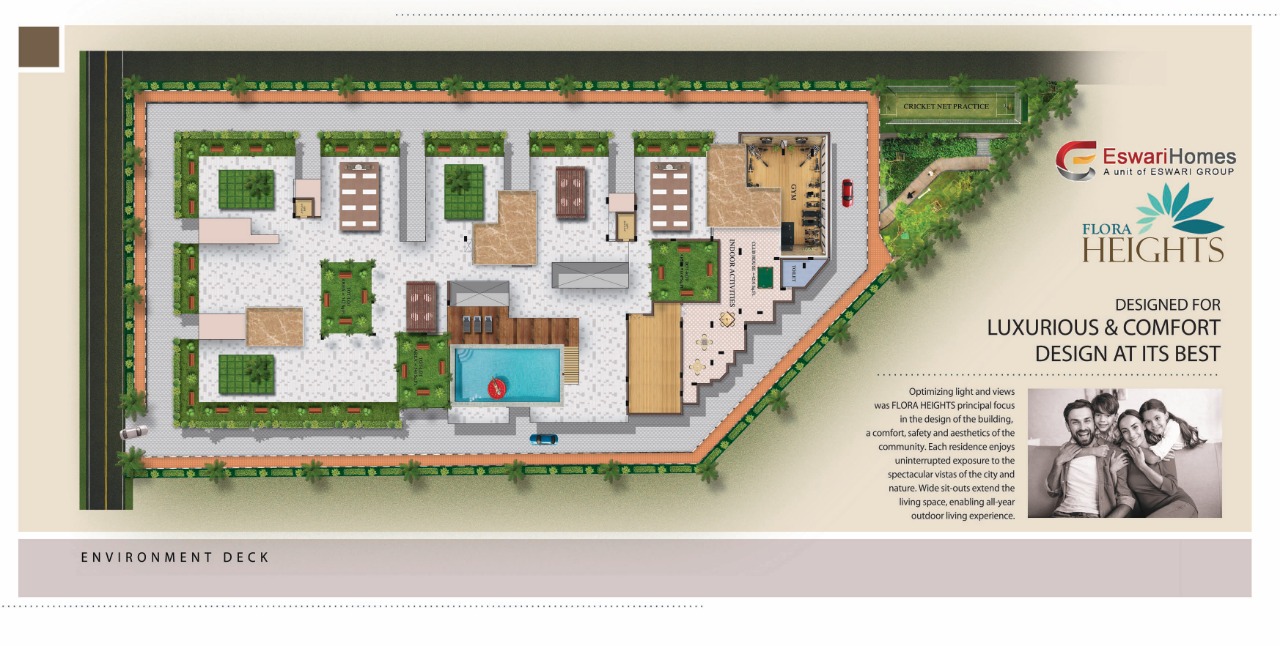 CRICKET NET PRACTICE
EswariHomes
A unit of ESWARI GROUP
FLORA
HEIGHTS
GYM
TOILET
INDOOR ACTIVITIES
DESIGNED FOR
LUXURIOUS & COMFORT
DESIGN AT ITS BEST
Optimizing light and views
was FLORA HEIGHTS principal focus
in the design of the building,
a comfort, safety and aesthetics of the
community. Each residence enjoys
uninterrupted exposure to the
spectacular vistas of the city and
nature. Wide sit-outs extend the
living space, enabling all-year
outdoor living experience.
ENVIRONMENT DECK